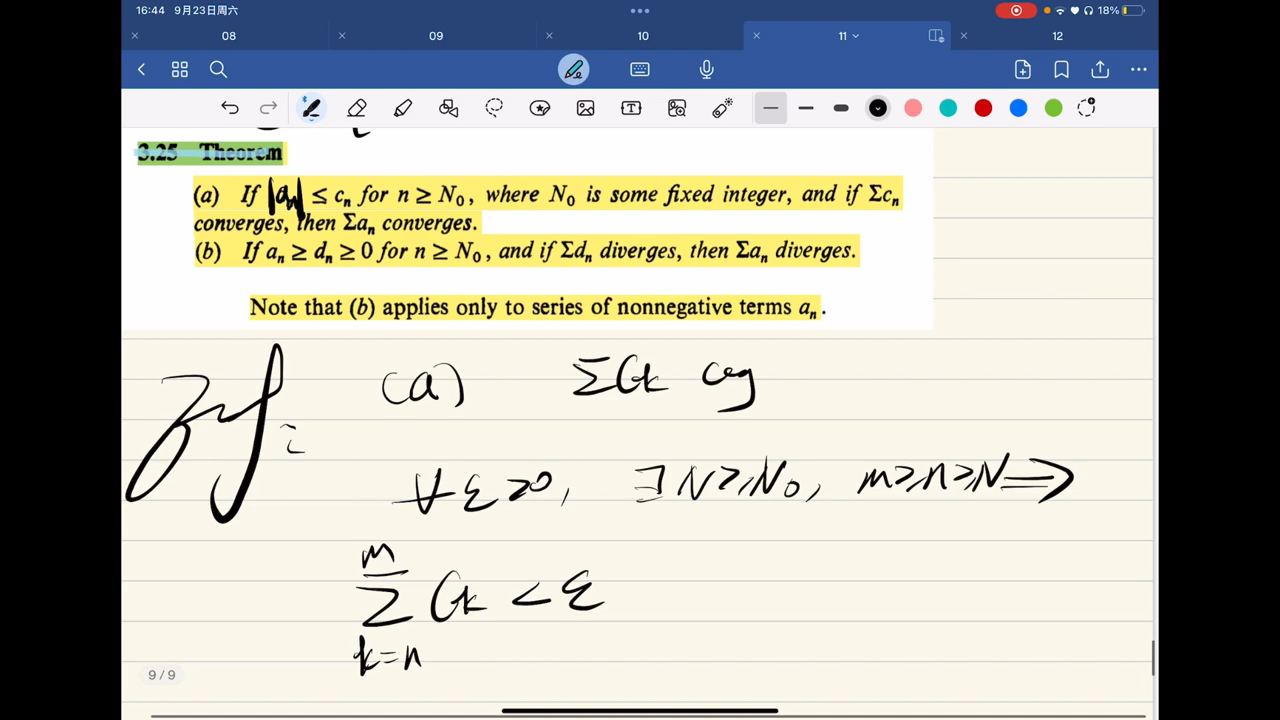 16:44 9月23日周六
18%
08 09 10 11 12
3.25 Theorem
(a) If |aₙ| ≤ cₙ for n ≥ N₀, where N₀ is some fixed integer, and if Σcₙ
converges, then Σaₙ converges.
(b) If aₙ ≥ dₙ ≥ 0 for n ≥ N₀, and if Σdₙ diverges, then Σaₙ diverges.
Note that (b) applies only to series of nonnegative terms aₙ.
(a) ΣCₖ
∀ε>0, ∃N≥N₀, m≥n≥N⟹
m
Σ Cₖ < ε
k=n
9 / 9